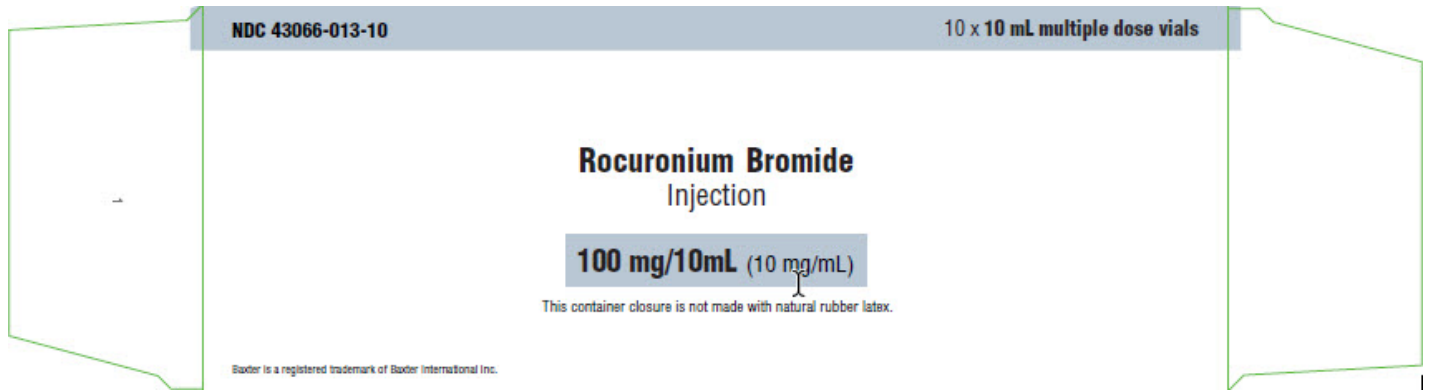 NDC 43066-013-10
10 x 10 mL multiple dose vials
Rocuronium Bromide
Injection
100 mg/10mL (10 mg/mL)
This container closure is not made with natural rubber latex.
1
Baxter is a registered trademark of Baxter International Inc.